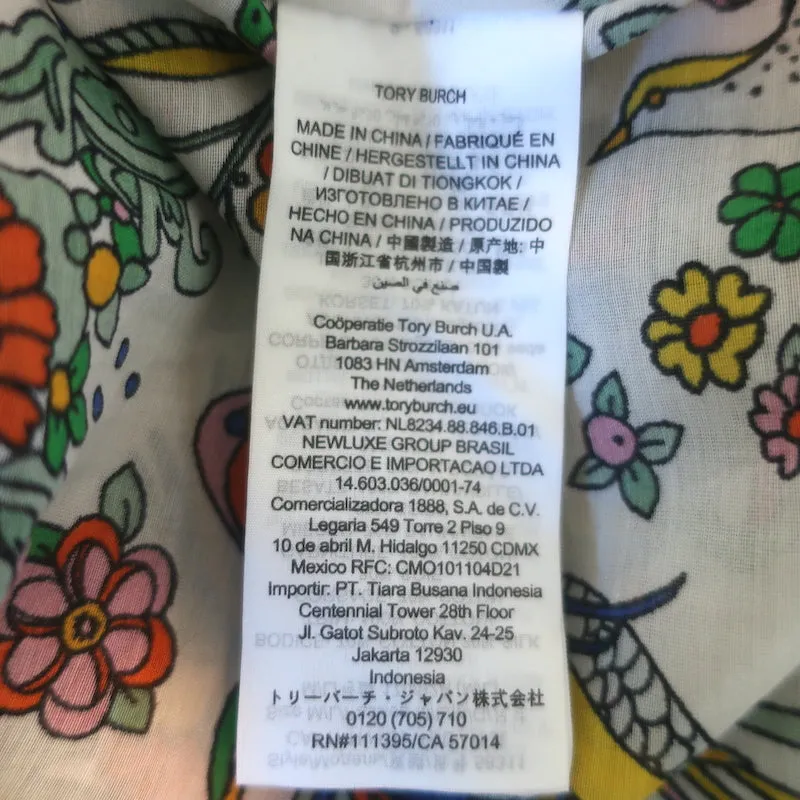 TORY BURCH
MADE IN CHINA / FABRIQUÉ EN
CHINE / HERGESTELLT IN CHINA
/ DIBUAT DI TIONGKOK /
ИЗГОТОВЛЕНО В КИТАЕ /
HECHO EN CHINA / PRODUZIDO
NA CHINA / 中國製造 / 原产地: 中
国浙江省杭州市 / 中国製
صنع في الصين
Coöperatie Tory Burch U.A.
Barbara Strozzilaan 101
1083 HN Amsterdam
The Netherlands
www.toryburch.eu
VAT number: NL8234.88.846.B.01
NEWLUXE GROUP BRASIL
COMERCIO E IMPORTACAO LTDA
14.603.036/0001-74
Comercializadora 1888, S.A. de C.V.
Legaria 549 Torre 2 Piso 9
10 de abril M. Hidalgo 11250 CDMX
Mexico RFC: CMO101104D21
Importir: PT. Tiara Busana Indonesia
Centennial Tower 28th Floor
Jl. Gatot Subroto Kav. 24-25
Jakarta 12930
Indonesia
トリーバーチ・ジャパン株式会社
0120 (705) 710
RN#111395/CA 57014